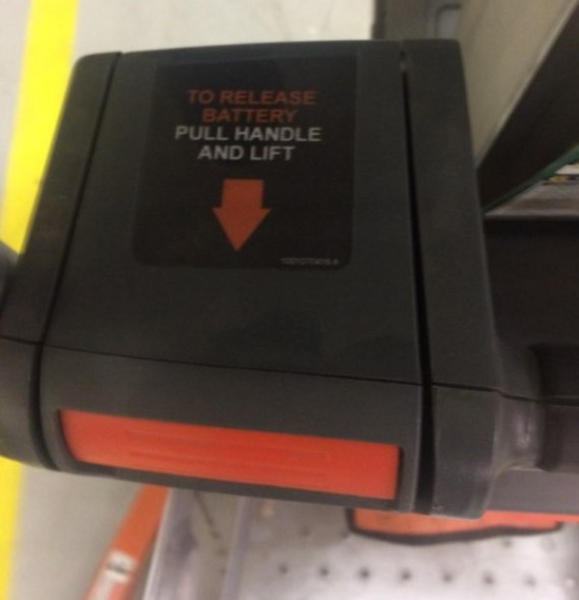 TO RELEASE
BATTERY
PULL HANDLE
AND LIFT